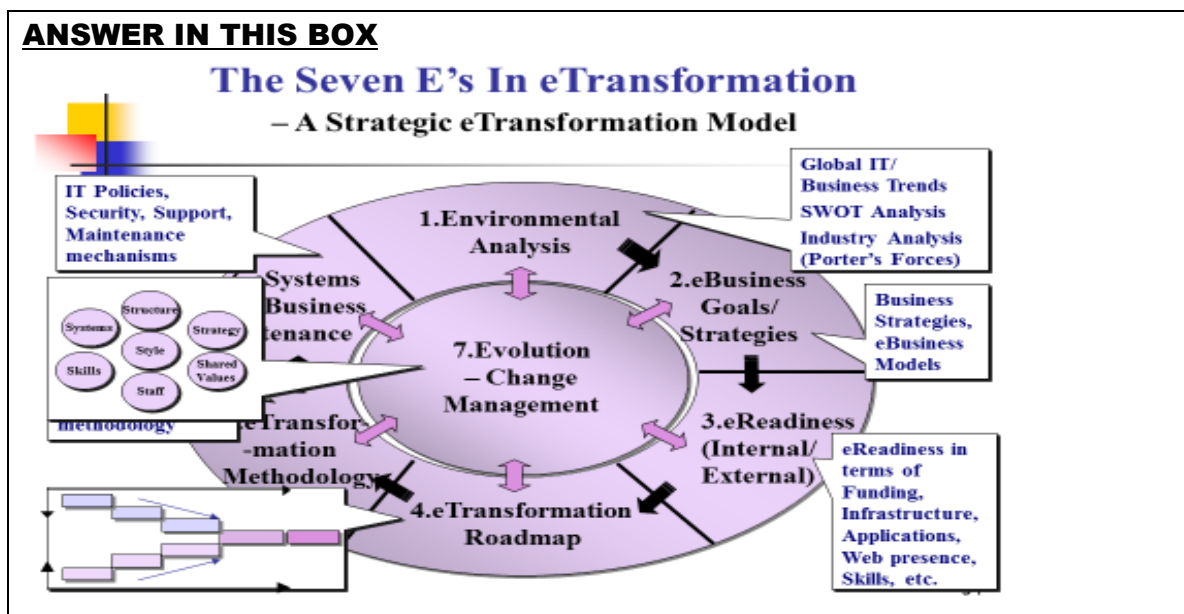 ANSWER IN THIS BOX
The Seven E's In eTransformation
– A Strategic eTransformation Model
IT Policies,
Security, Support,
Maintenance
mechanisms
Global IT/
Business Trends
SWOT Analysis
Industry Analysis
(Porter's Forces)
1.Environmental
Analysis
Systems
Business
tenance
2.eBusiness
Goals/
Strategies
Business
Strategies,
eBusiness
Models
Structure
Systems
Strategy
Style
Skills
Shared
Values
Staff
methodology
7.Evolution
– Change
Management
3.eReadiness
(Internal/
External)
eTransfor-
-mation
Methodology
4.eTransformation
Roadmap
eReadiness in
terms of
Funding,
Infrastructure,
Applications,
Web presence,
Skills, etc.